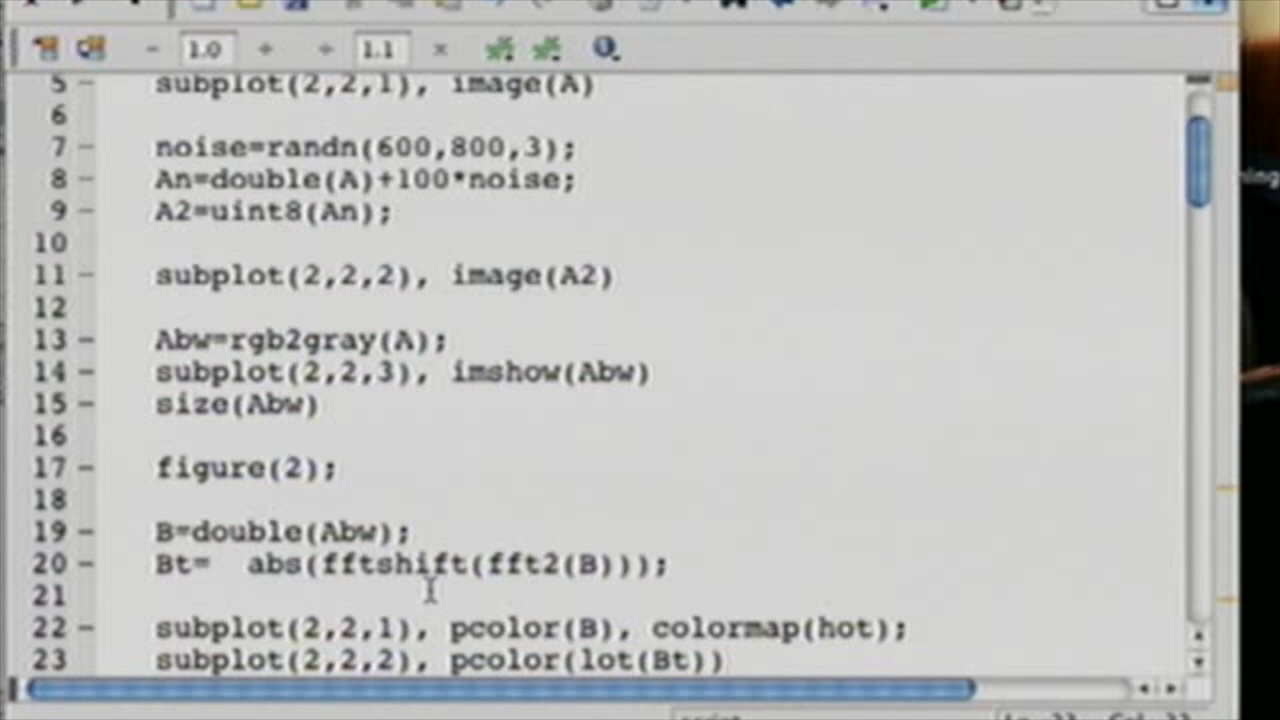 1.0 1.1
5 subplot(2,2,1), image(A)
6
7 noise=randn(600,800,3);
8 An=double(A)+100*noise;
9 A2=uint8(An);
10
11 subplot(2,2,2), image(A2)
12
13 Abw=rgb2gray(A);
14 subplot(2,2,3), imshow(Abw)
15 size(Abw)
16
17 figure(2);
18
19 B=double(Abw);
20 Bt=  abs(fftshift(fft2(B)));
21
22 subplot(2,2,1), pcolor(B), colormap(hot);
23 subplot(2,2,2), pcolor(lot(Bt))